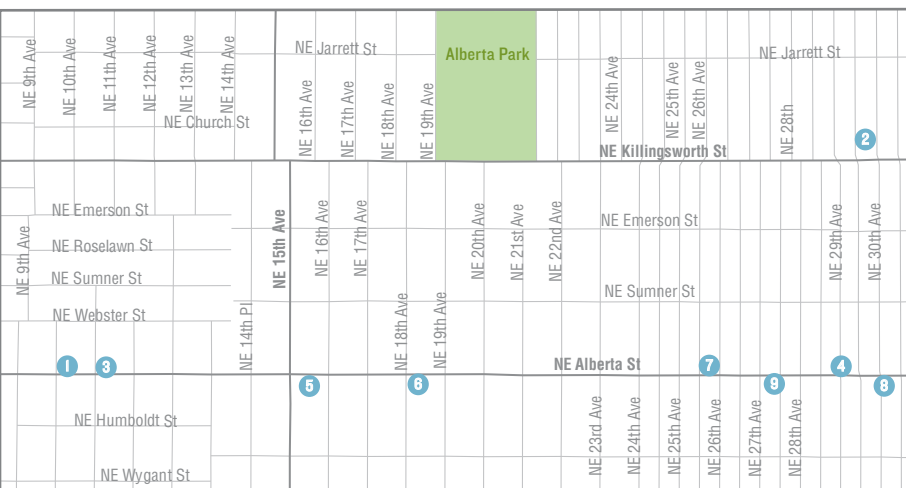 NE 9th Ave
NE 10th Ave
NE 11th Ave
NE 12th Ave
NE 13th Ave
NE 14th Ave
NE Church St
NE Jarrett St
NE 16th Ave
NE 17th Ave
NE 18th Ave
NE 19th Ave
Alberta Park
NE 24th Ave
NE 25th Ave
NE 26th Ave
NE Jarrett St
NE 28th
2
NE Killingsworth St
NE 9th Ave
NE Emerson St
NE Roselawn St
NE Sumner St
NE Webster St
NE 14th Pl
NE 15th Ave
NE 16th Ave
NE 17th Ave
NE 18th Ave
NE 19th Ave
NE 20th Ave
NE 21st Ave
NE 22nd Ave
NE Emerson St
NE Sumner St
NE 29th Ave
NE 30th Ave
1
3
5
6
NE Alberta St
7
9
4
8
NE Humboldt St
NE Wygant St
NE 23rd Ave
NE 24th Ave
NE 25th Ave
NE 26th Ave
NE 27th Ave
NE 28th Ave